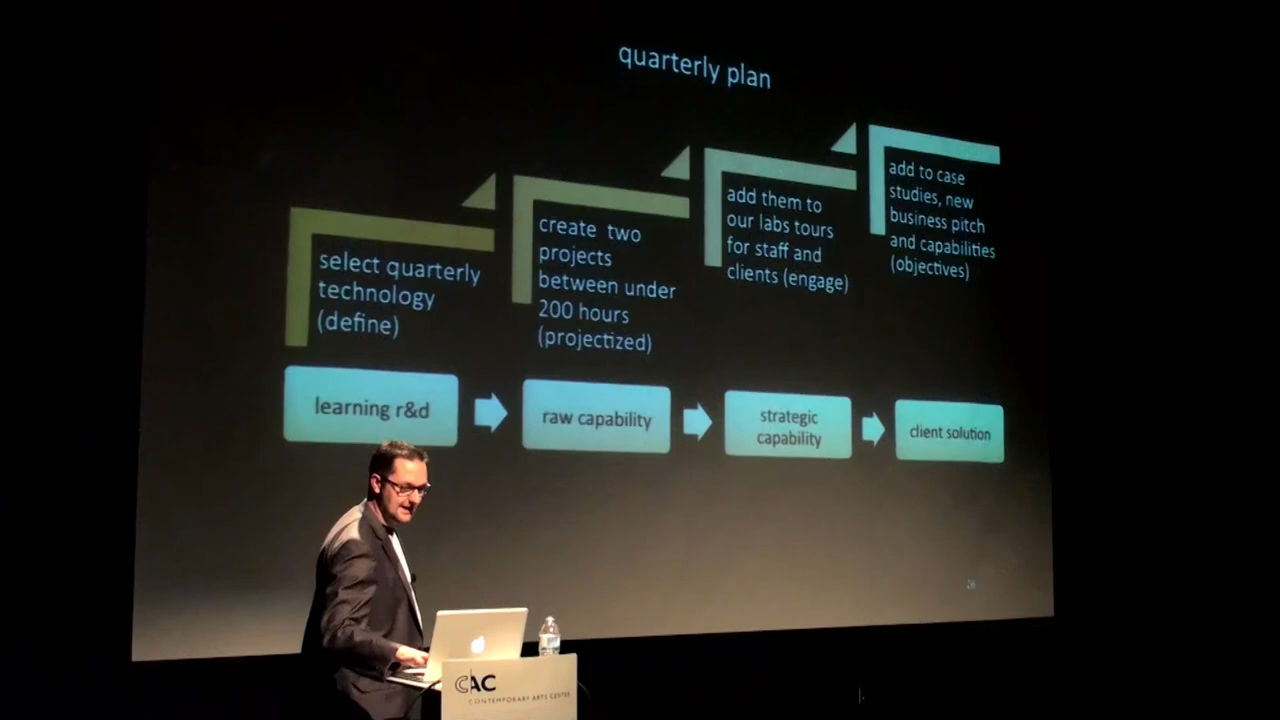 quarterly plan
select quarterly
technology
(define)
create two
projects
between under
200 hours
(projectized)
add them to
our labs tours
for staff and
clients (engage)
add to case
studies, new
business pitch
and capabilities
(objectives)
learning r&d
raw capability
strategic
capability
client solution
26
CAC
CONTEMPORARY ARTS CENTER